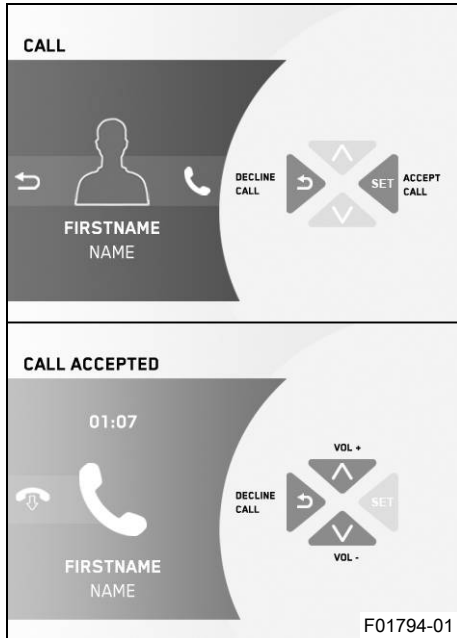 CALL
DECLINE
CALL
SET
ACCEPT
CALL
FIRSTNAME
NAME
CALL ACCEPTED
01:07
VOL +
DECLINE
CALL
SET
VOL -
FIRSTNAME
NAME
F01794-01